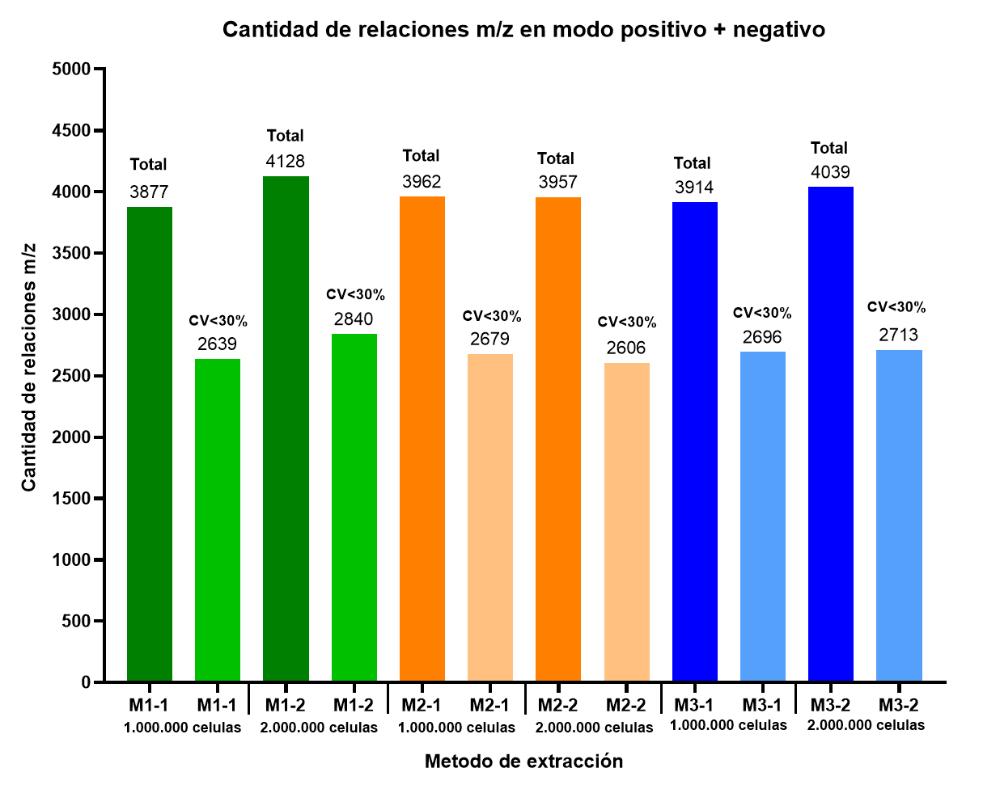 Cantidad de relaciones m/z en modo positivo + negativo
Cantidad de relaciones m/z
5000
4500
4000
3500
3000
2500
2000
1500
1000
500
0
Total
3877
CV<30%
2639
Total
4128
CV<30%
2840
Total
3962
CV<30%
2679
Total
3957
CV<30%
2606
Total
3914
CV<30%
2696
Total
4039
CV<30%
2713
M1-1 M1-1 M1-2 M1-2 M2-1 M2-1 M2-2 M2-2 M3-1 M3-1 M3-2 M3-2
1.000.000 celulas 2.000.000 celulas 1.000.000 celulas 2.000.000 celulas 1.000.000 celulas 2.000.000 celulas
Metodo de extracción